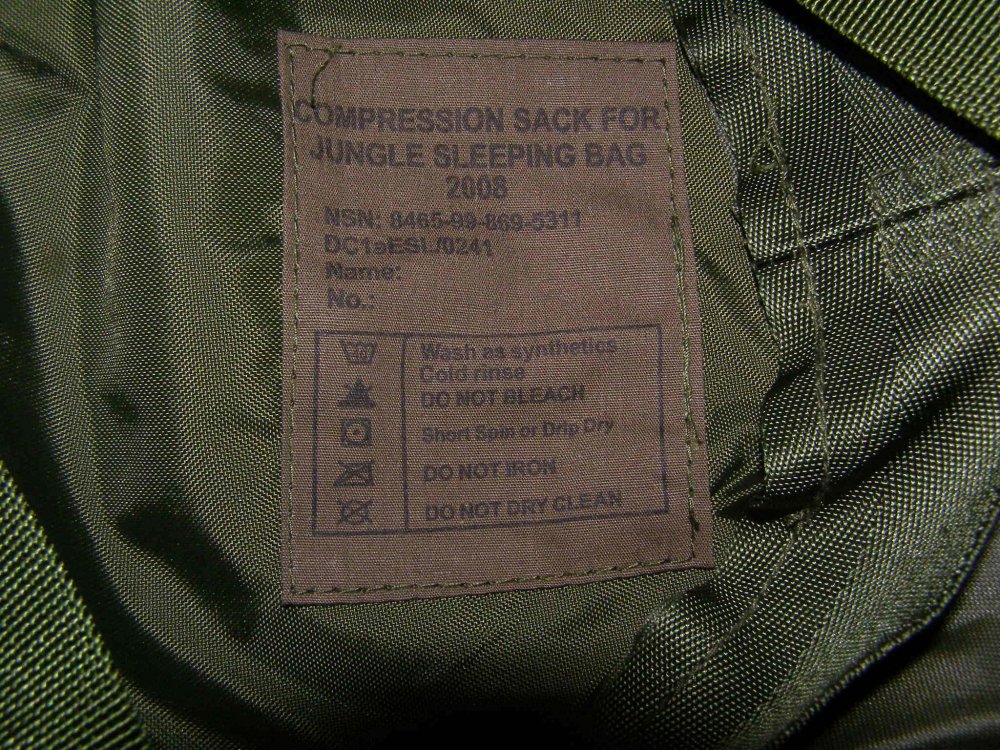 COMPRESSION SACK FOR
JUNGLE SLEEPING BAG
2008
NSN: 8465-99-869-5311
DC1aESL/0241
Name:
No.:
Wash as synthetics
Cold rinse
DO NOT BLEACH
Short Spin or Drip Dry
DO NOT IRON
DO NOT DRY CLEAN